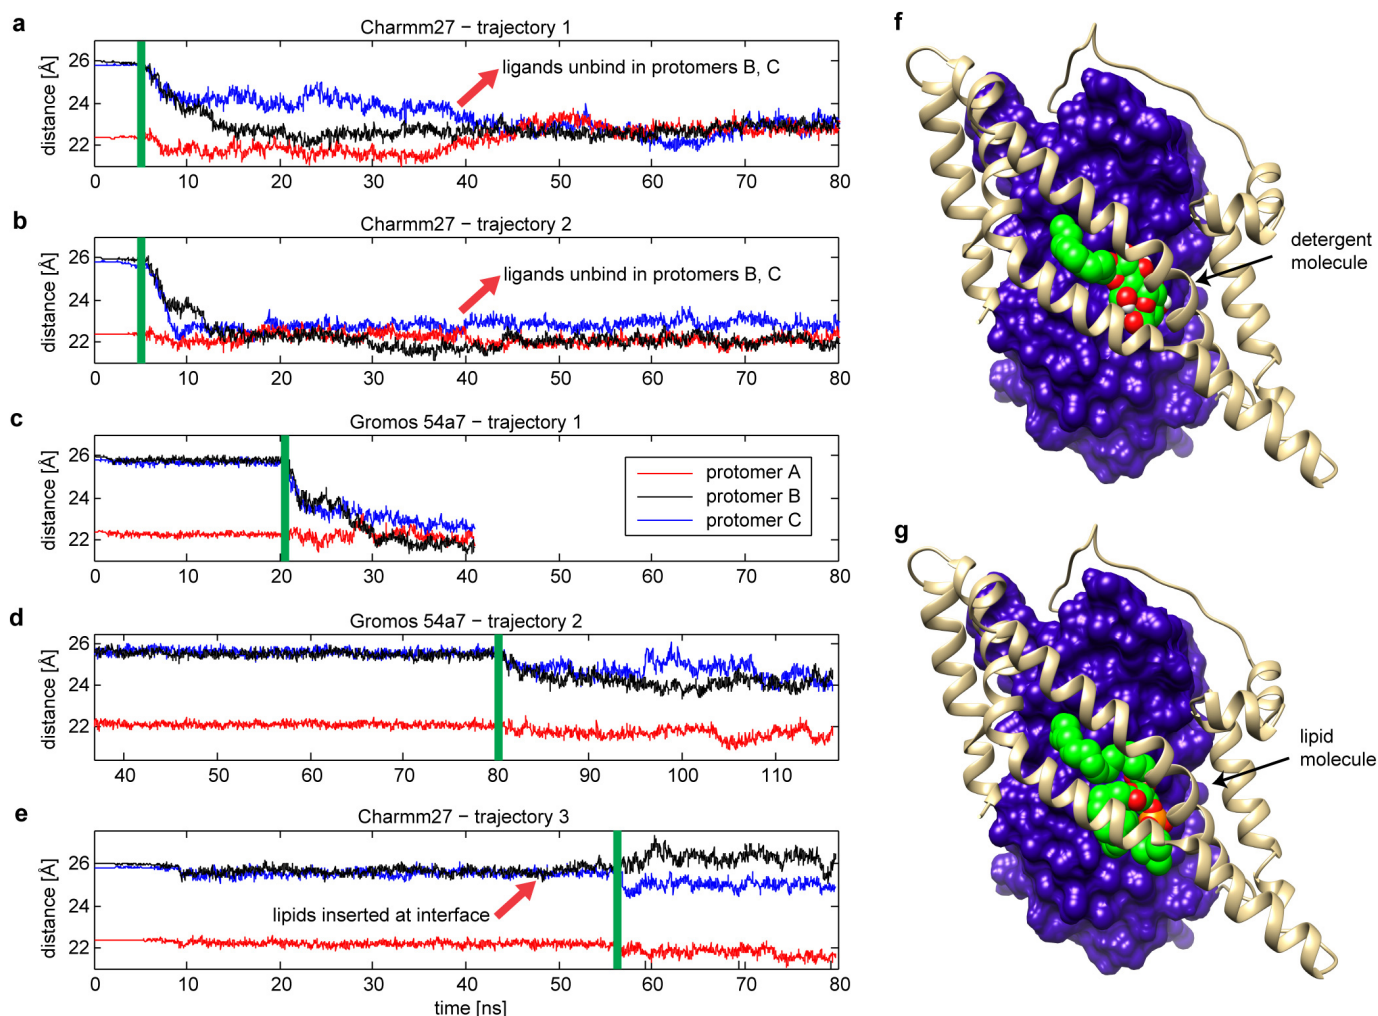 a
Charmm27 − trajectory 1
distance [Å]
26
24
22
ligands unbind in protomers B, C
0 10 20 30 40 50 60 70 80
b
Charmm27 − trajectory 2
distance [Å]
26
24
22
ligands unbind in protomers B, C
0 10 20 30 40 50 60 70 80
c
Gromos 54a7 − trajectory 1
distance [Å]
26
24
22
protomer A
protomer B
protomer C
0 10 20 30 40 50 60 70 80
d
Gromos 54a7 − trajectory 2
distance [Å]
26
24
22
40 50 60 70 80 90 100 110
e
Charmm27 − trajectory 3
distance [Å]
26
24
22
lipids inserted at interface
0 10 20 30 40 50 60 70 80
time [ns]
f
detergent
molecule
g
lipid
molecule